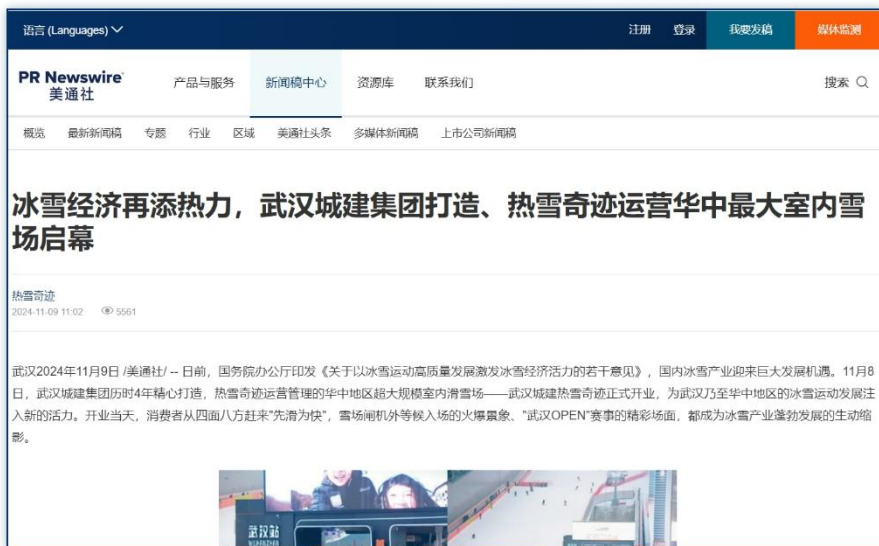 语言 (Languages)
注册 登录 我要发稿 媒体监测
PR Newswire
美通社
产品与服务 新闻稿中心 资源库 联系我们 搜索
概览 最新新闻稿 专题 行业 区域 美通社头条 多媒体新闻稿 上市公司新闻稿
冰雪经济再添热力，武汉城建集团打造、热雪奇迹运营华中最大室内雪
场启幕
热雪奇迹
2024-11-09 11:02 5561
武汉2024年11月9日 /美通社/ -- 日前，国务院办公厅印发《关于以冰雪运动高质量发展激发冰雪经济活力的若干意见》，国内冰雪产业迎来巨大发展机遇。11月8
日，武汉城建集团历时4年精心打造，热雪奇迹运营管理的华中地区超大规模室内滑雪场——武汉城建热雪奇迹正式开业，为武汉乃至华中地区的冰雪运动发展注
入新的活力。开业当天，消费者从四面八方赶来"先滑为快"，雪场闸机外等候入场的火爆景象、"武汉OPEN"赛事的精彩场面，都成为冰雪产业蓬勃发展的生动缩
影。
武汉站